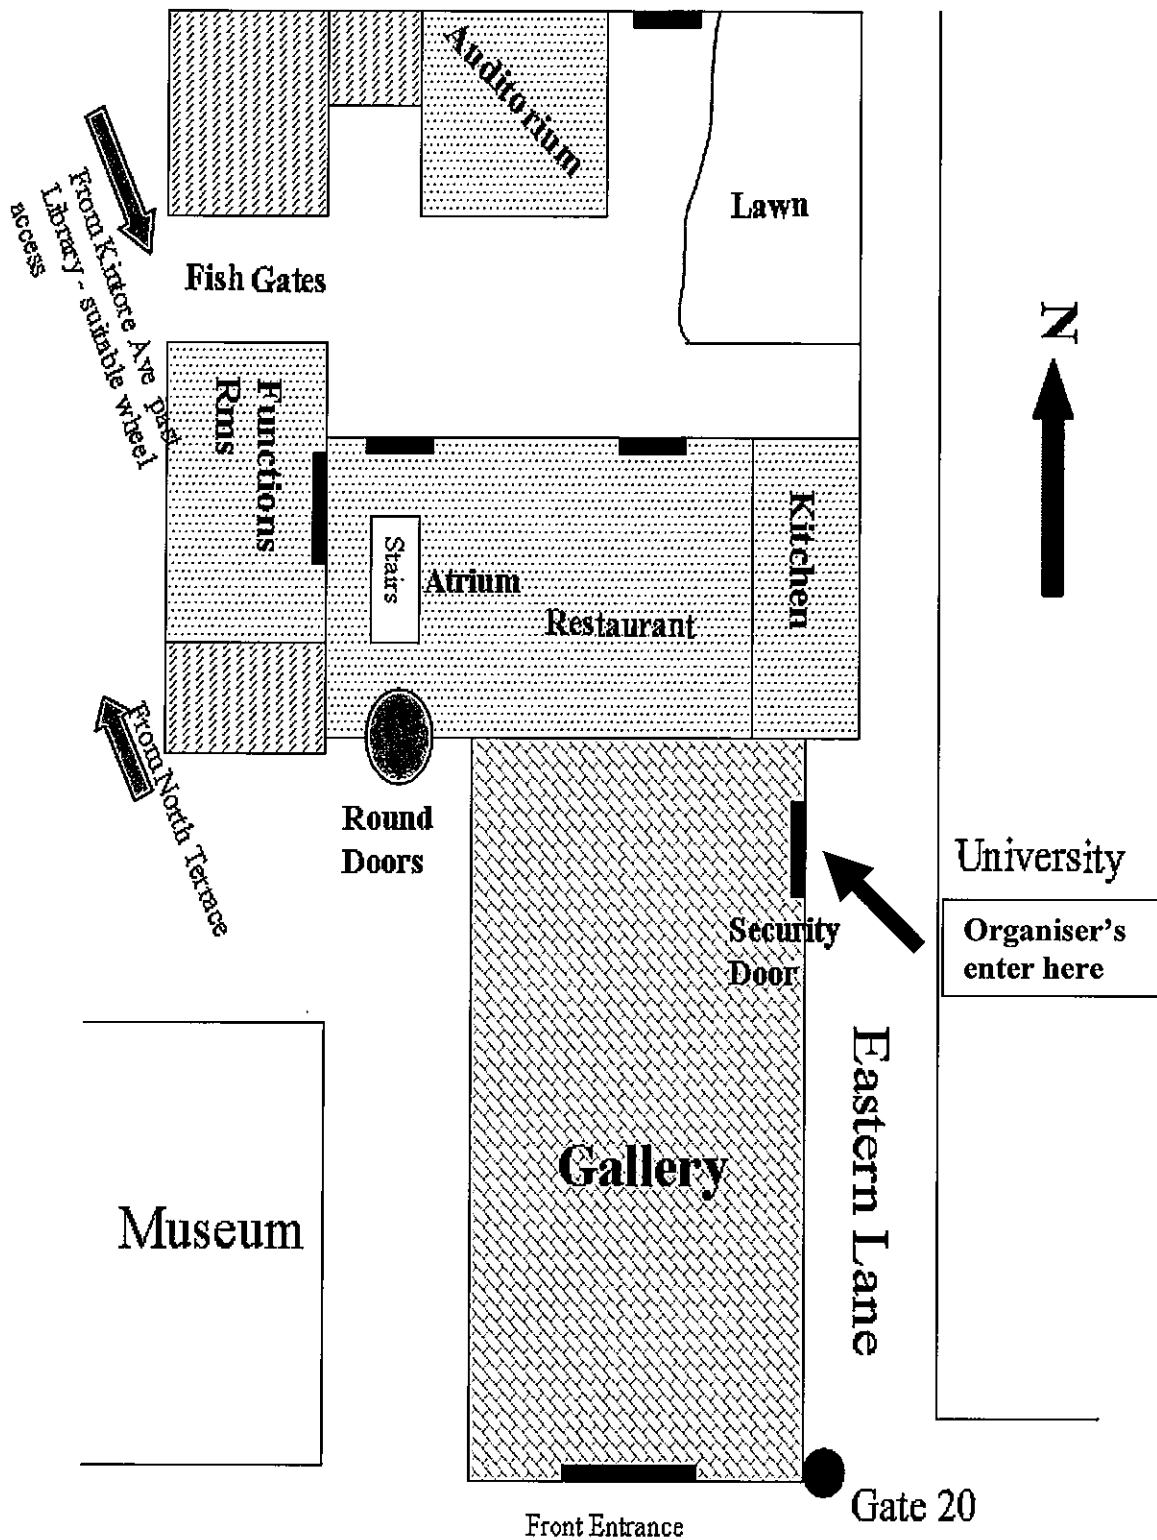 Auditorium
Lawn
From Kintore Ave past
Library - suitable wheel
access
Fish Gates
N
Functions
Rms
Kitchen
Stairs
Atrium
Restaurant
From North Terrace
Round
Doors
University
Security
Door
Organiser's
enter here
Eastern Lane
Gallery
Museum
Gate 20
Front Entrance